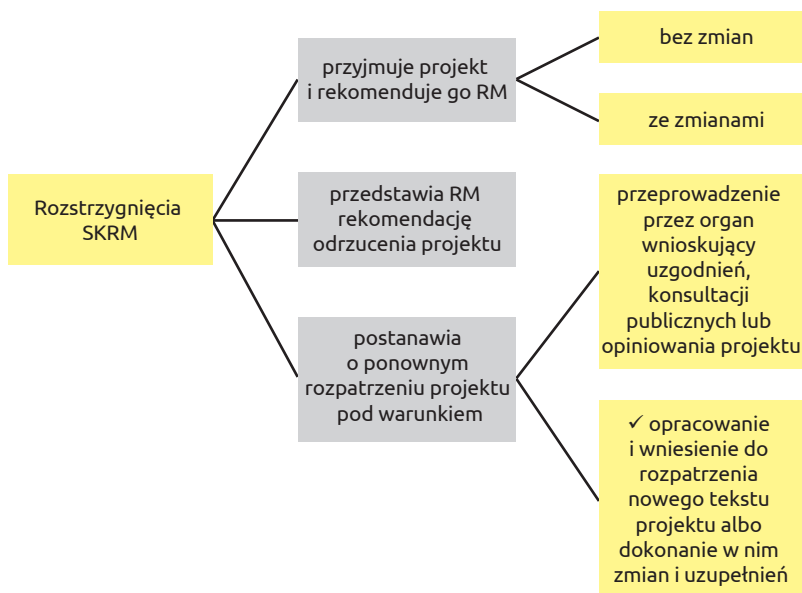 Rozstrzygnięcia
SKRM
przyjmuje projekt
i rekomenduje go RM
bez zmian
ze zmianami
przedstawia RM
rekomendację
odrzucenia projektu
postanawia
o ponownym
rozpatrzeniu projektu
pod warunkiem
przeprowadzenie
przez organ
wnioskujący
uzgodnień,
konsultacji
publicznych lub
opiniowania projektu
✓ opracowanie
i wniesienie do
rozpatrzenia
nowego tekstu
projektu albo
dokonanie w nim
zmian i uzupełnień